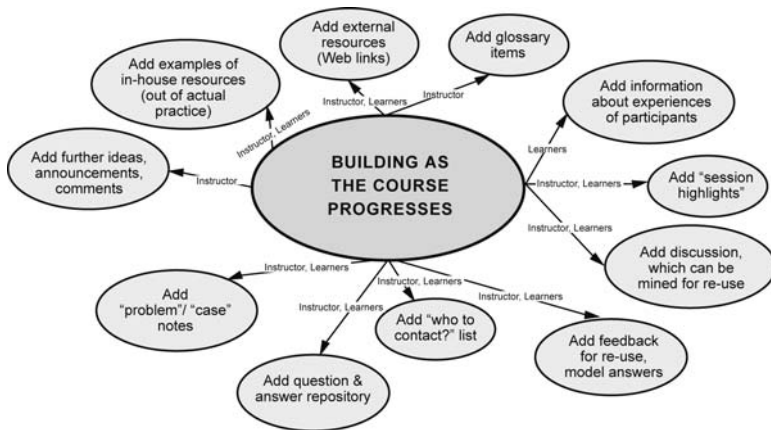 Add external
resources
(Web links)
Add glossary
items
Add examples of
in-house resources
(out of actual
practice)
Add information
about experiences
of participants
Instructor, Learners
Instructor
Instructor, Learners
Learners
Add further ideas,
announcements,
comments
Instructor
BUILDING AS
THE COURSE
PROGRESSES
Instructor, Learners
Add “session
highlights”
Instructor, Learners
Add discussion,
which can be
mined for re-use
Instructor, Learners
Instructor, Learners
Instructor, Learners
Instructor, Learners
Add
“problem”/ “case”
notes
Add “who to
contact?” list
Add feedback
for re-use,
model answers
Add question &
answer repository